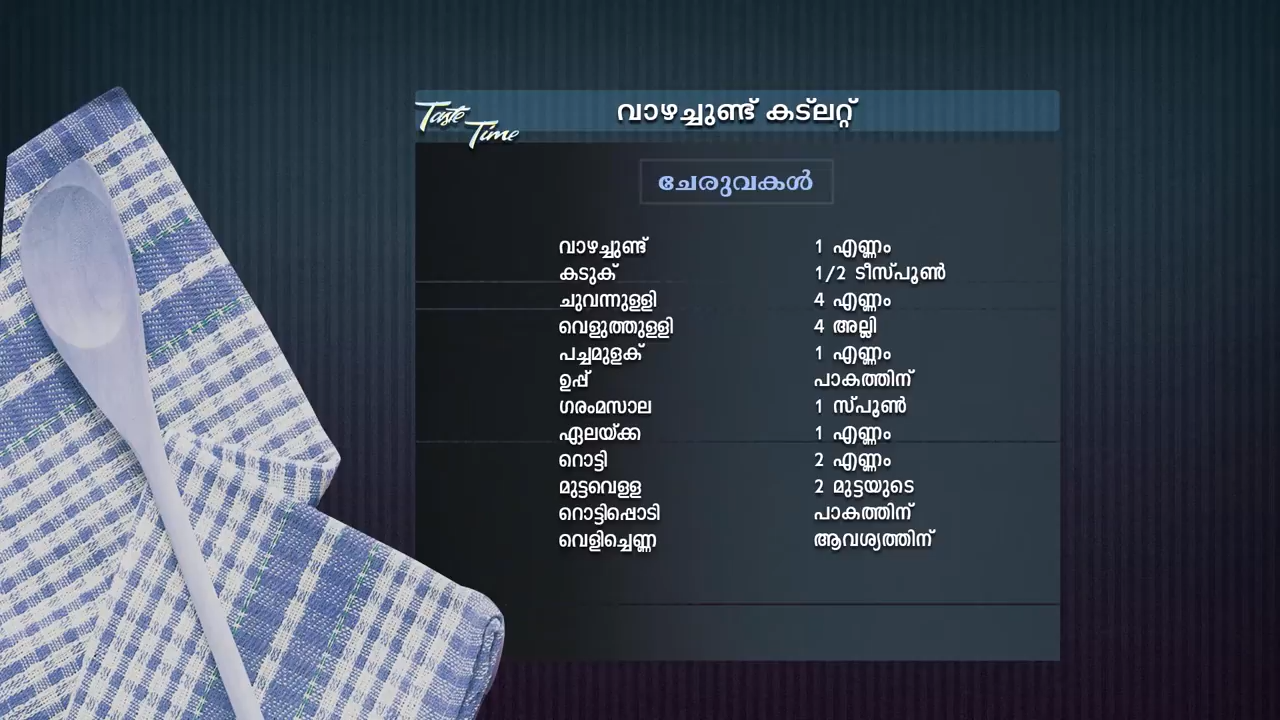 Taste Time
വാഴച്ചുണ്ട് കട്ലറ്റ്
ചേരുവകൾ
വാഴച്ചുണ്ട് 1 എണ്ണം
കടുക് 1/2 ടീസ്പൂൺ
ചുവന്നുള്ളി 4 എണ്ണം
വെളുത്തുള്ളി 4 അല്ലി
പച്ചമുളക് 1 എണ്ണം
ഉപ്പ് പാകത്തിന്
ഗരംമസാല 1 സ്പൂൺ
ഏലയ്ക്ക 1 എണ്ണം
റൊട്ടി 2 എണ്ണം
മുട്ടവെള്ള 2 മുട്ടയുടെ
റൊട്ടിപ്പൊടി പാകത്തിന്
വെളിച്ചെണ്ണ ആവശ്യത്തിന്